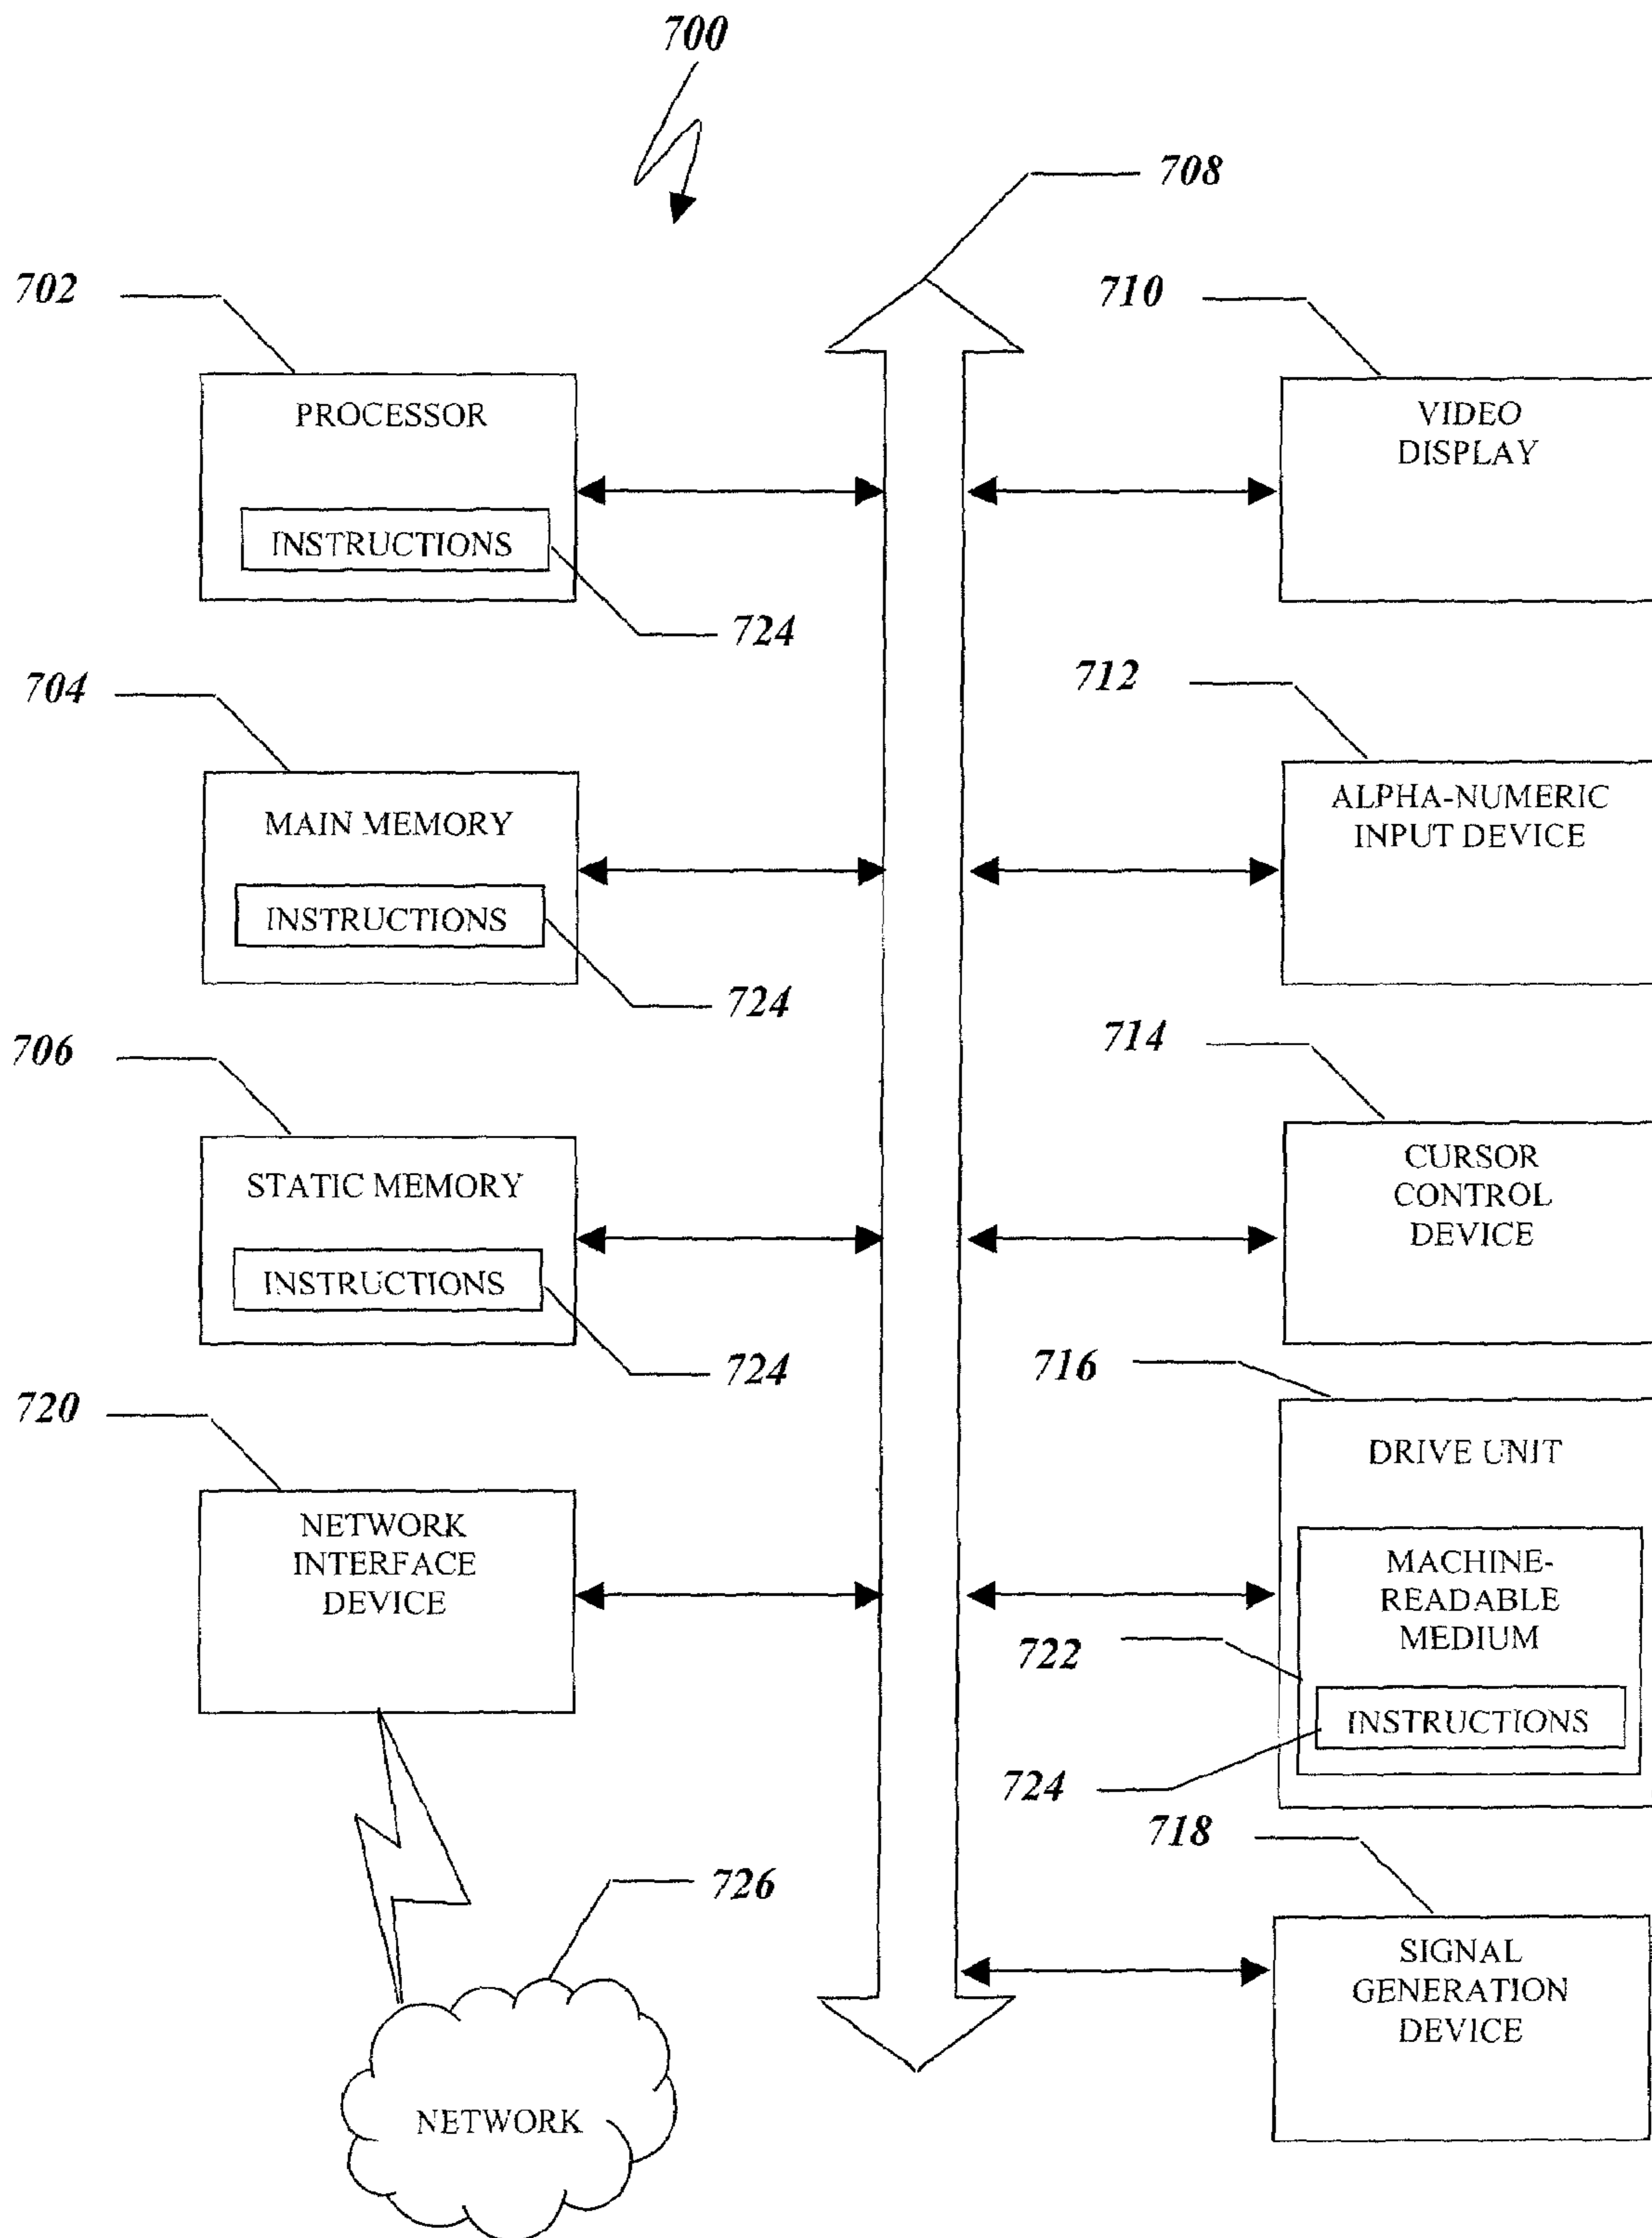 700
708
702
PROCESSOR
INSTRUCTIONS
724
710
VIDEO
DISPLAY
704
MAIN MEMORY
INSTRUCTIONS
724
712
ALPHA-NUMERIC
INPUT DEVICE
706
STATIC MEMORY
INSTRUCTIONS
724
714
CURSOR
CONTROL
DEVICE
720
NETWORK
INTERFACE
DEVICE
716
DRIVE UNIT
MACHINE-
READABLE
MEDIUM
722
INSTRUCTIONS
724
726
NETWORK
718
SIGNAL
GENERATION
DEVICE